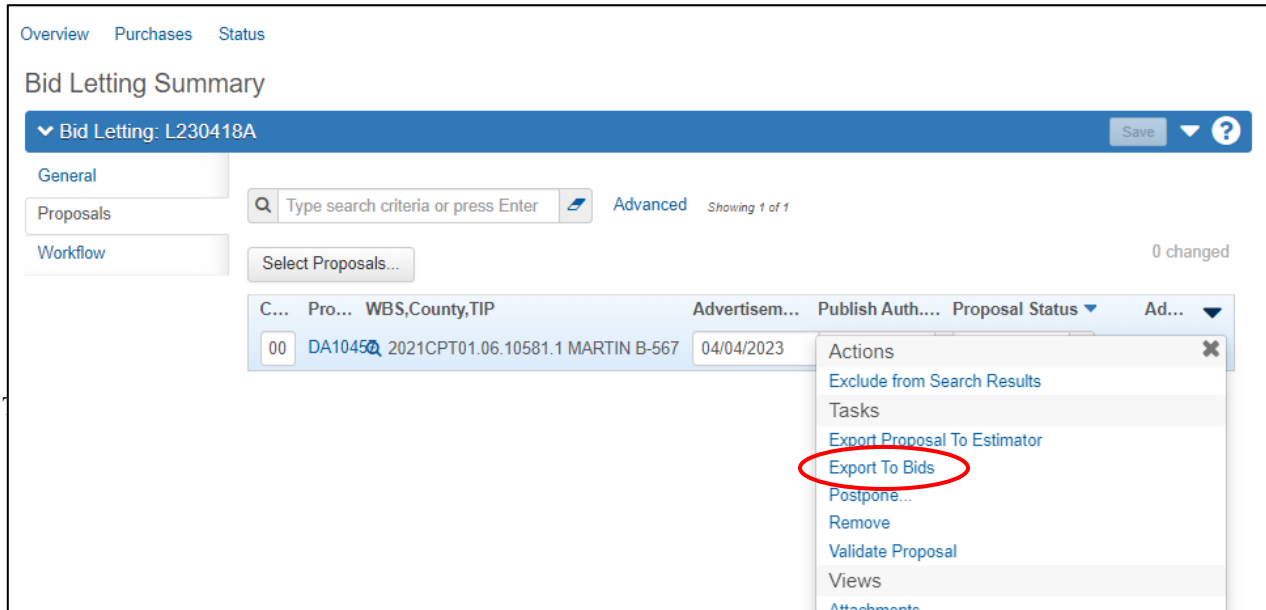 Overview Purchases Status
Bid Letting Summary
Bid Letting: L230418A Save
General
Type search criteria or press Enter Advanced Showing 1 of 1
Proposals
Workflow
Select Proposals... 0 changed
C... Pro... WBS,County,TIP Advertisem... Publish Auth.... Proposal Status Ad...
00 2021CPT01.06.10581.1 MARTIN B-567 04/04/2023
Actions
Exclude from Search Results
Tasks
Export Proposal To Estimator
Export To Bids
Postpone...
Remove
Validate Proposal
Views
Attachments